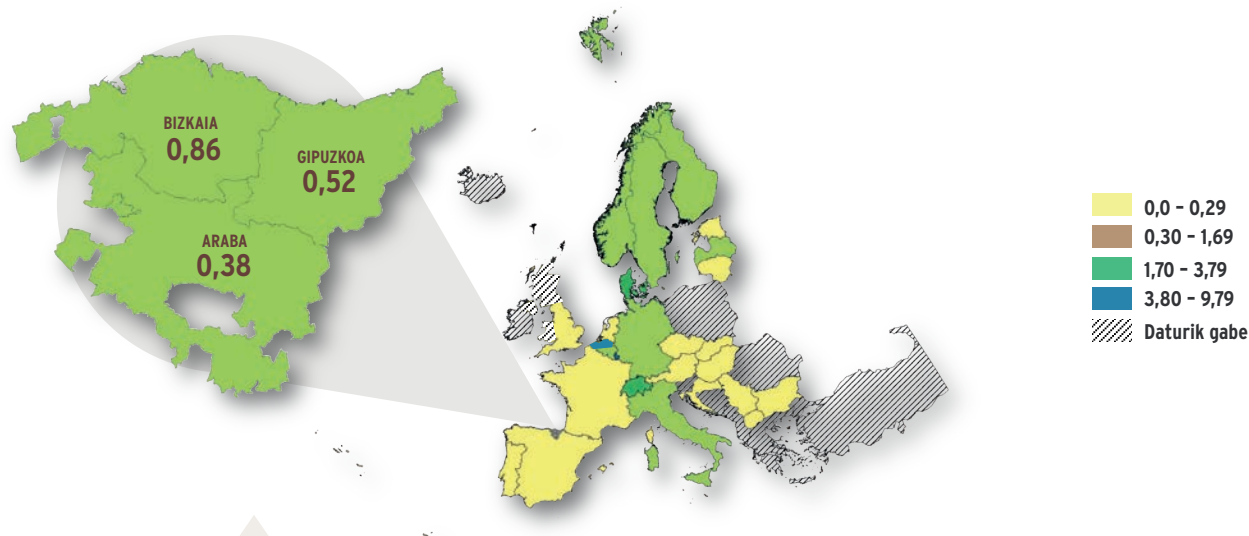 BIZKAIA
0,86
GIPUZKOA
0,52
ARABA
0,38
0,0 – 0,29
0,30 – 1,69
1,70 – 3,79
3,80 – 9,79
Daturik gabe